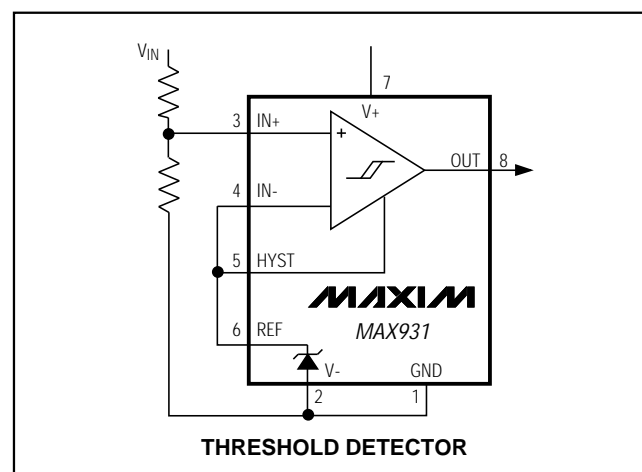 VIN
7
V+
3 IN+
+
OUT 8
4 IN-
5 HYST
MAXIM
6 REF
MAX931
V-
GND
2
1
THRESHOLD DETECTOR